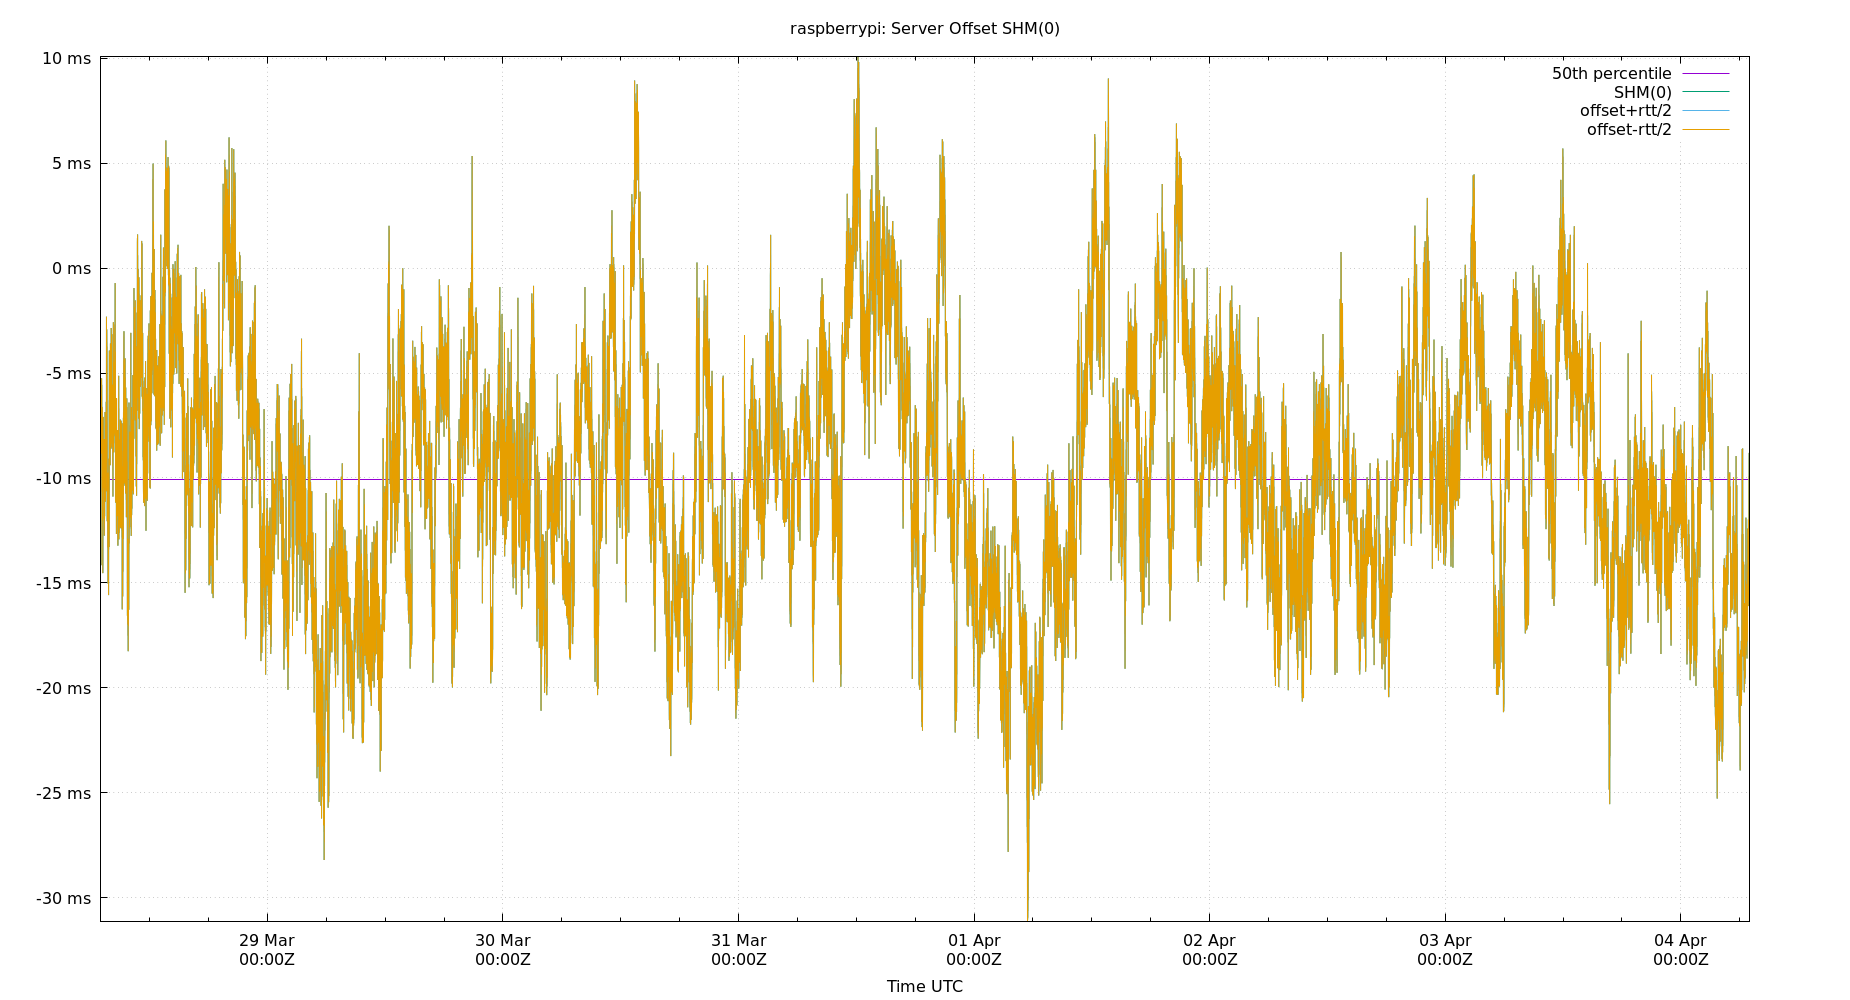 raspberrypi: Server Offset SHM(0)
10 ms
5 ms
0 ms
-5 ms
-10 ms
-15 ms
-20 ms
-25 ms
-30 ms
50th percentile
SHM(0)
offset+rtt/2
offset-rtt/2
29 Mar 30 Mar 31 Mar 01 Apr 02 Apr 03 Apr 04 Apr
00:00Z 00:00Z 00:00Z 00:00Z 00:00Z 00:00Z 00:00Z
Time UTC